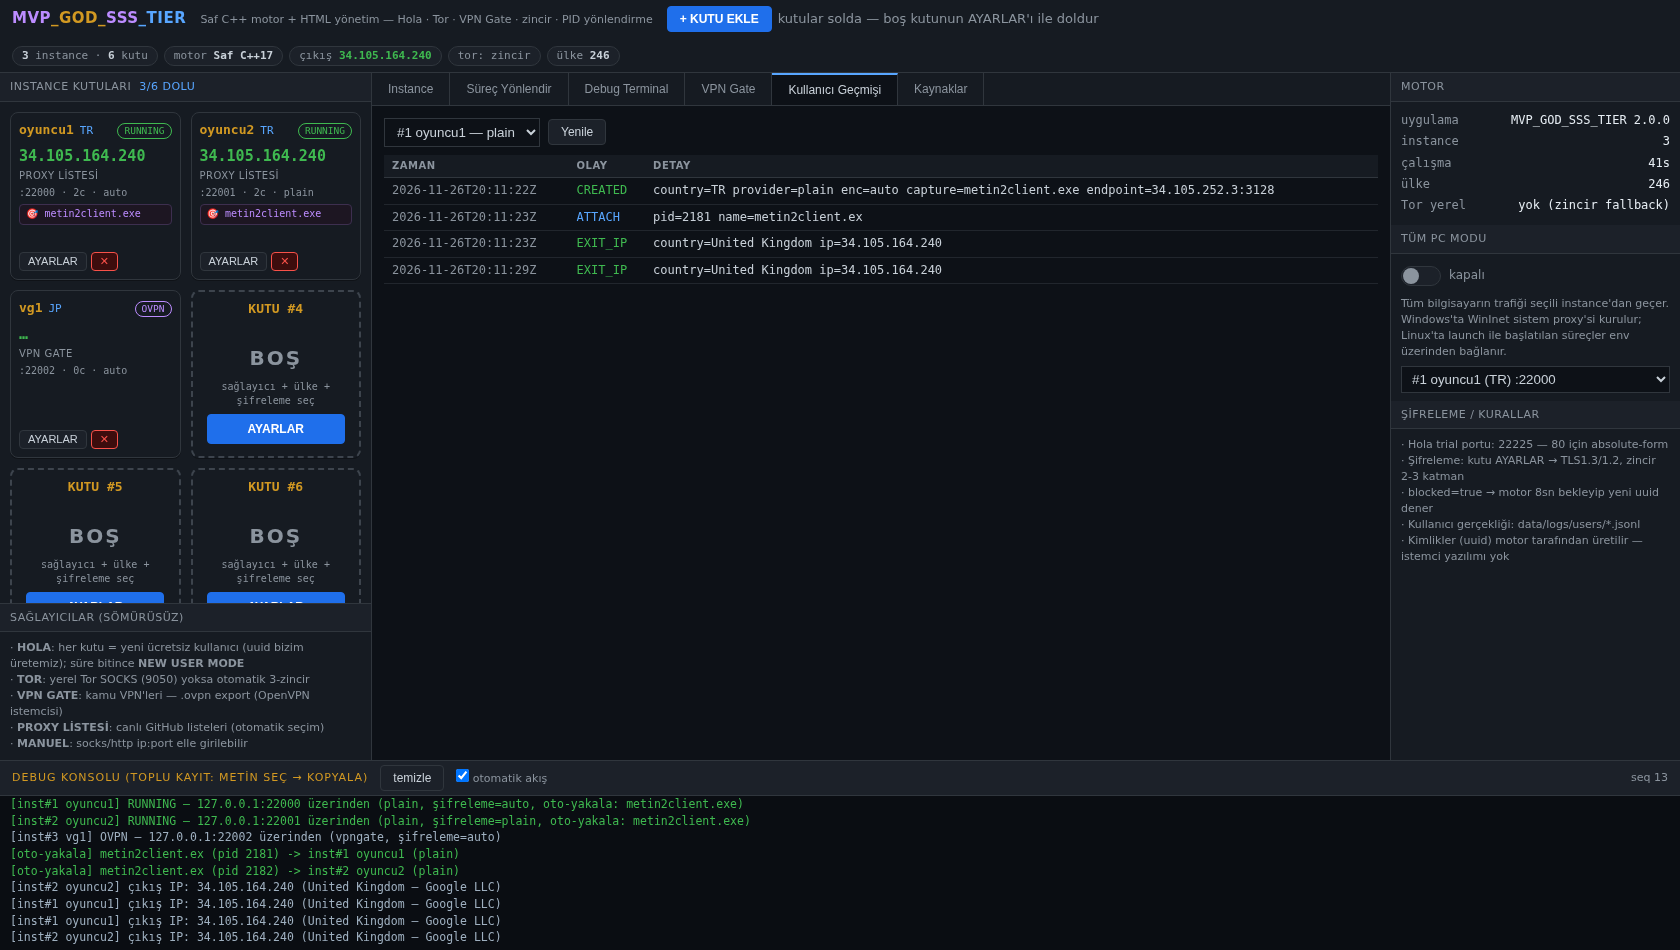 MVP_GOD_SSS_TIER
Saf C++ motor + HTML yönetim — Hola · Tor · VPN Gate · zincir · PID yönlendirme
+ KUTU EKLE
kutular solda — boş kutunun AYARLAR'ı ile doldur
3 instance · 6 kutu
motor Saf C++17
çıkış 34.105.164.240
tor: zincir
ülke 246
INSTANCE KUTULARI 3/6 DOLU
oyuncu1 TR RUNNING
34.105.164.240
PROXY LİSTESİ
:22000 · 2c · auto
🎯 metin2client.exe
AYARLAR ✕
oyuncu2 TR RUNNING
34.105.164.240
PROXY LİSTESİ
:22001 · 2c · plain
🎯 metin2client.exe
AYARLAR ✕
vg1 JP OVPN
…
VPN GATE
:22002 · 0c · auto
AYARLAR ✕
KUTU #4
BOŞ
sağlayıcı + ülke +
şifreleme seç
AYARLAR
KUTU #5
BOŞ
sağlayıcı + ülke +
şifreleme seç
KUTU #6
BOŞ
sağlayıcı + ülke +
şifreleme seç
SAĞLAYICILAR (SÖMÜRÜSÜZ)
· HOLA: her kutu = yeni ücretsiz kullanıcı (uuid bizim
üretemiz); süre bitince NEW USER MODE
· TOR: yerel Tor SOCKS (9050) yoksa otomatik 3-zincir
· VPN GATE: kamu VPN'leri — .ovpn export (OpenVPN
istemcisi)
· PROXY LİSTESİ: canlı GitHub listeleri (otomatik seçim)
· MANUEL: socks/http ip:port elle girilebilir
Instance
Süreç Yönlendir
Debug Terminal
VPN Gate
Kullanıcı Geçmişi
Kaynaklar
#1 oyuncu1 — plain
Yenile
ZAMAN OLAY DETAY
2026-11-26T20:11:22Z CREATED country=TR provider=plain enc=auto capture=metin2client.exe endpoint=34.105.252.3:3128
2026-11-26T20:11:23Z ATTACH pid=2181 name=metin2client.ex
2026-11-26T20:11:23Z EXIT_IP country=United Kingdom ip=34.105.164.240
2026-11-26T20:11:29Z EXIT_IP country=United Kingdom ip=34.105.164.240
MOTOR
uygulama MVP_GOD_SSS_TIER 2.0.0
instance 3
çalışma 41s
ülke 246
Tor yerel yok (zincir fallback)
TÜM PC MODU
kapalı
Tüm bilgisayarın trafiği seçili instance'dan geçer.
Windows'ta WinInet sistem proxy'si kurulur;
Linux'ta launch ile başlatılan süreçler env
üzerinden bağlanır.
#1 oyuncu1 (TR) :22000
ŞİFRELEME / KURALLAR
· Hola trial portu: 22225 — 80 için absolute-form
· Şifreleme: kutu AYARLAR → TLS1.3/1.2, zincir
2-3 katman
· blocked=true → motor 8sn bekleyip yeni uuid
dener
· Kullanıcı gerçekliği: data/logs/users/*.jsonl
· Kimlikler (uuid) motor tarafından üretilir —
istemci yazılımı yok
DEBUG KONSOLU (TOPLU KAYIT: METİN SEÇ → KOPYALA)
temizle
otomatik akış
seq 13
[inst#1 oyuncu1] RUNNING — 127.0.0.1:22000 üzerinden (plain, şifreleme=auto, oto-yakala: metin2client.exe)
[inst#2 oyuncu2] RUNNING — 127.0.0.1:22001 üzerinden (plain, şifreleme=plain, oto-yakala: metin2client.exe)
[inst#3 vg1] OVPN — 127.0.0.1:22002 üzerinden (vpngate, şifreleme=auto)
[oto-yakala] metin2client.ex (pid 2181) -> inst#1 oyuncu1 (plain)
[oto-yakala] metin2client.ex (pid 2182) -> inst#2 oyuncu2 (plain)
[inst#2 oyuncu2] çıkış IP: 34.105.164.240 (United Kingdom — Google LLC)
[inst#1 oyuncu1] çıkış IP: 34.105.164.240 (United Kingdom — Google LLC)
[inst#1 oyuncu1] çıkış IP: 34.105.164.240 (United Kingdom — Google LLC)
[inst#2 oyuncu2] çıkış IP: 34.105.164.240 (United Kingdom — Google LLC)